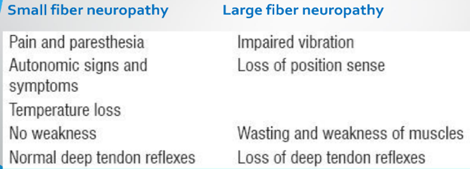 Small fiber neuropathy Large fiber neuropathy
Pain and paresthesia Impaired vibration
Autonomic signs and Loss of position sense
symptoms
Temperature loss
No weakness Wasting and weakness of muscles
Normal deep tendon reflexes Loss of deep tendon reflexes